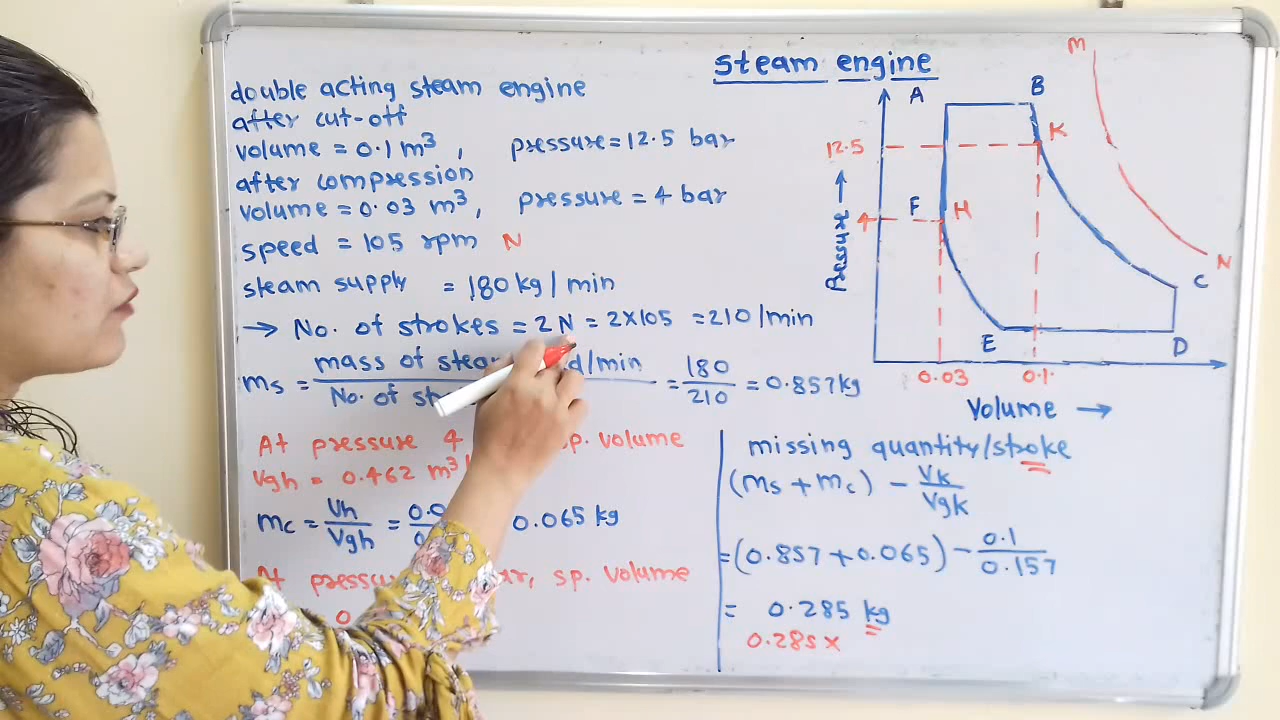 steam engine
double acting steam engine
after cut-off
volume = 0.1 m³, pressure = 12.5 bar
after compression
volume = 0.03 m³, pressure = 4 bar
speed = 105 rpm N
steam supply = 180 kg / min
→ No. of strokes = 2N = 2×105 = 210 /min
ms = mass of /min / No. of = 180 / 210 = 0.857 kg
At pressure 4 sp. volume
Vgh = 0.462 m³/
mc = Vh / Vgh = 0.065 kg
sp. volume
0
M
A
B
K
12.5
F
H
4
Pressure →
N
C
E
D
0.03
0.1
Volume →
missing quantity/stroke
(ms + mc) - Vk / Vgk
= (0.857 + 0.065) - 0.1 / 0.157
= 0.285 kg
0.285 ×